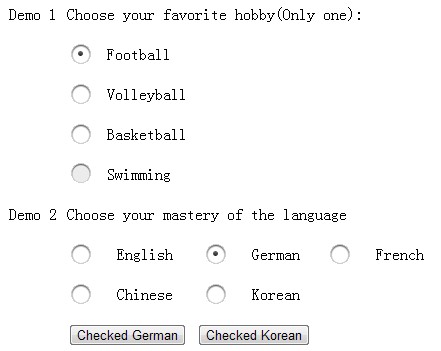 Demo 1 Choose your favorite hobby(Only one):
Football
Volleyball
Basketball
Swimming
Demo 2 Choose your mastery of the language
English German French
Chinese Korean
Checked German Checked Korean